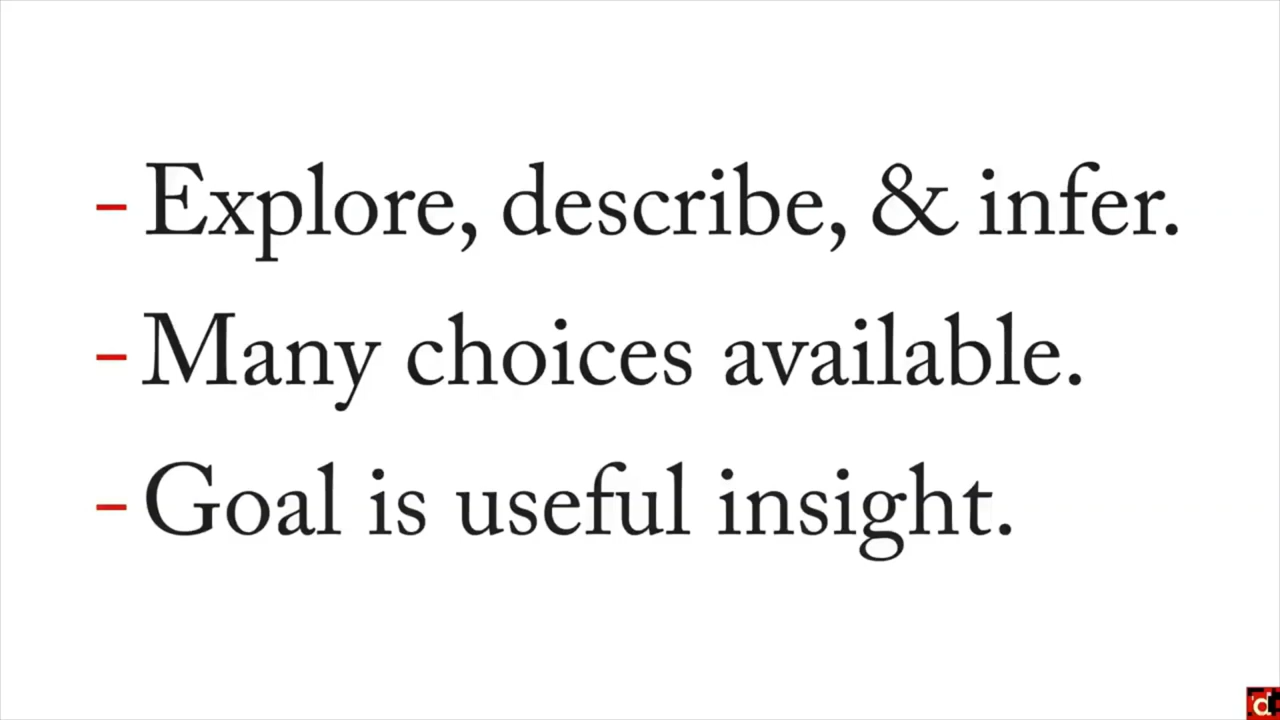 - Explore, describe, & infer.
- Many choices available.
- Goal is useful insight.
d